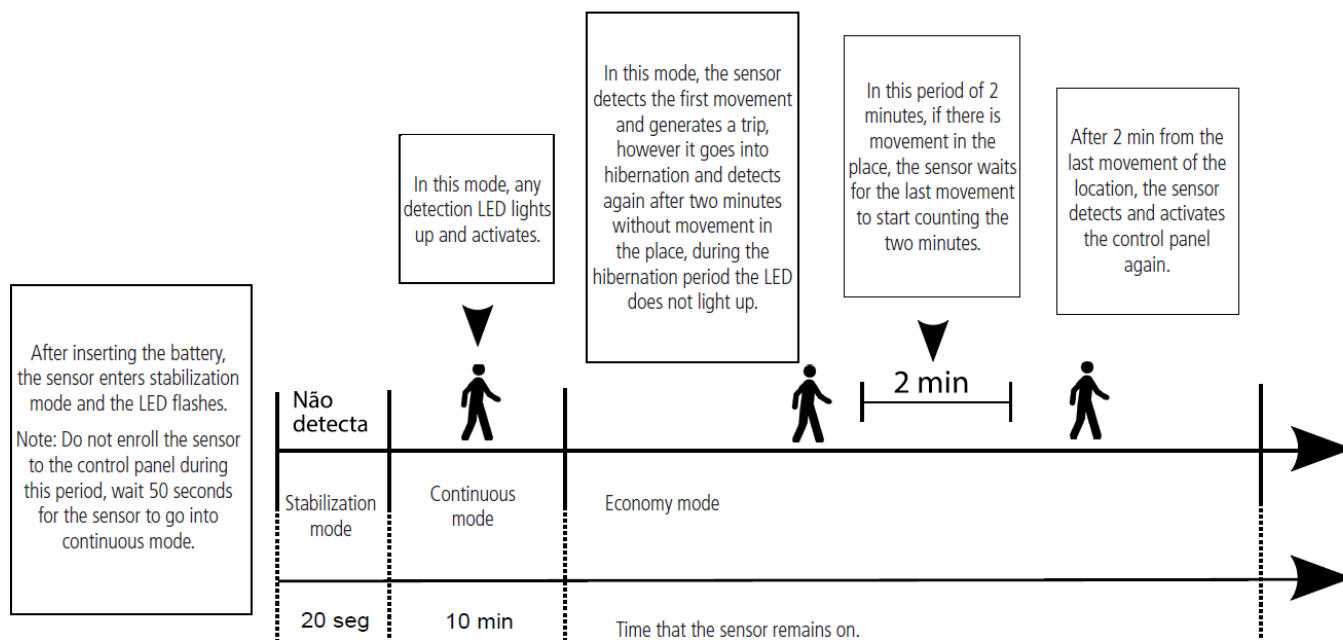 After inserting the battery,
the sensor enters stabilization
mode and the LED flashes.
Note: Do not enroll the sensor
to the control panel during
this period, wait 50 seconds
for the sensor to go into
continuous mode.
In this mode, any
detection LED lights
up and activates.
In this mode, the sensor
detects the first movement
and generates a trip,
however it goes into
hibernation and detects
again after two minutes
without movement in
the place, during the
hibernation period the LED
does not light up.
In this period of 2
minutes, if there is
movement in the
place, the sensor waits
for the last movement
to start counting the
two minutes.
After 2 min from the
last movement of the
location, the sensor
detects and activates
the control panel
again.
Não
detecta
2 min
Stabilization
mode
Continuous
mode
Economy mode
20 seg
10 min
Time that the sensor remains on.